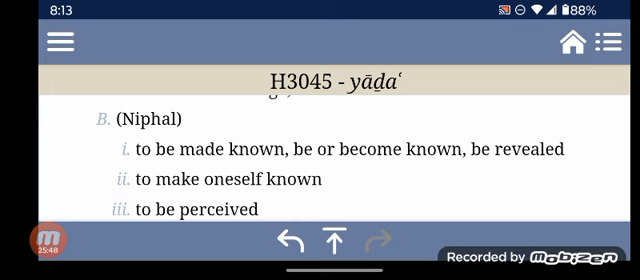 8:13
88%
H3045 - yāḏaʿ
B. (Niphal)
i. to be made known, be or become known, be revealed
ii. to make oneself known
iii. to be perceived
25:48
Recorded by mobizen